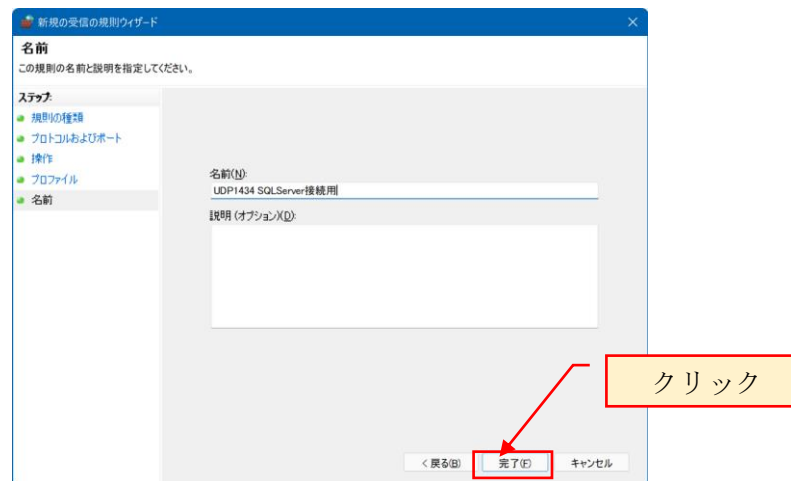 新規の受信の規則ウィザード
名前
この規則の名前と説明を指定してください。
ステップ:
規則の種類
プロトコルおよびポート
操作
プロファイル
名前
名前(N):
UDP1434 SQLServer接続用
説明 (オプション)(D):
クリック
< 戻る(B)
完了(F)
キャンセル